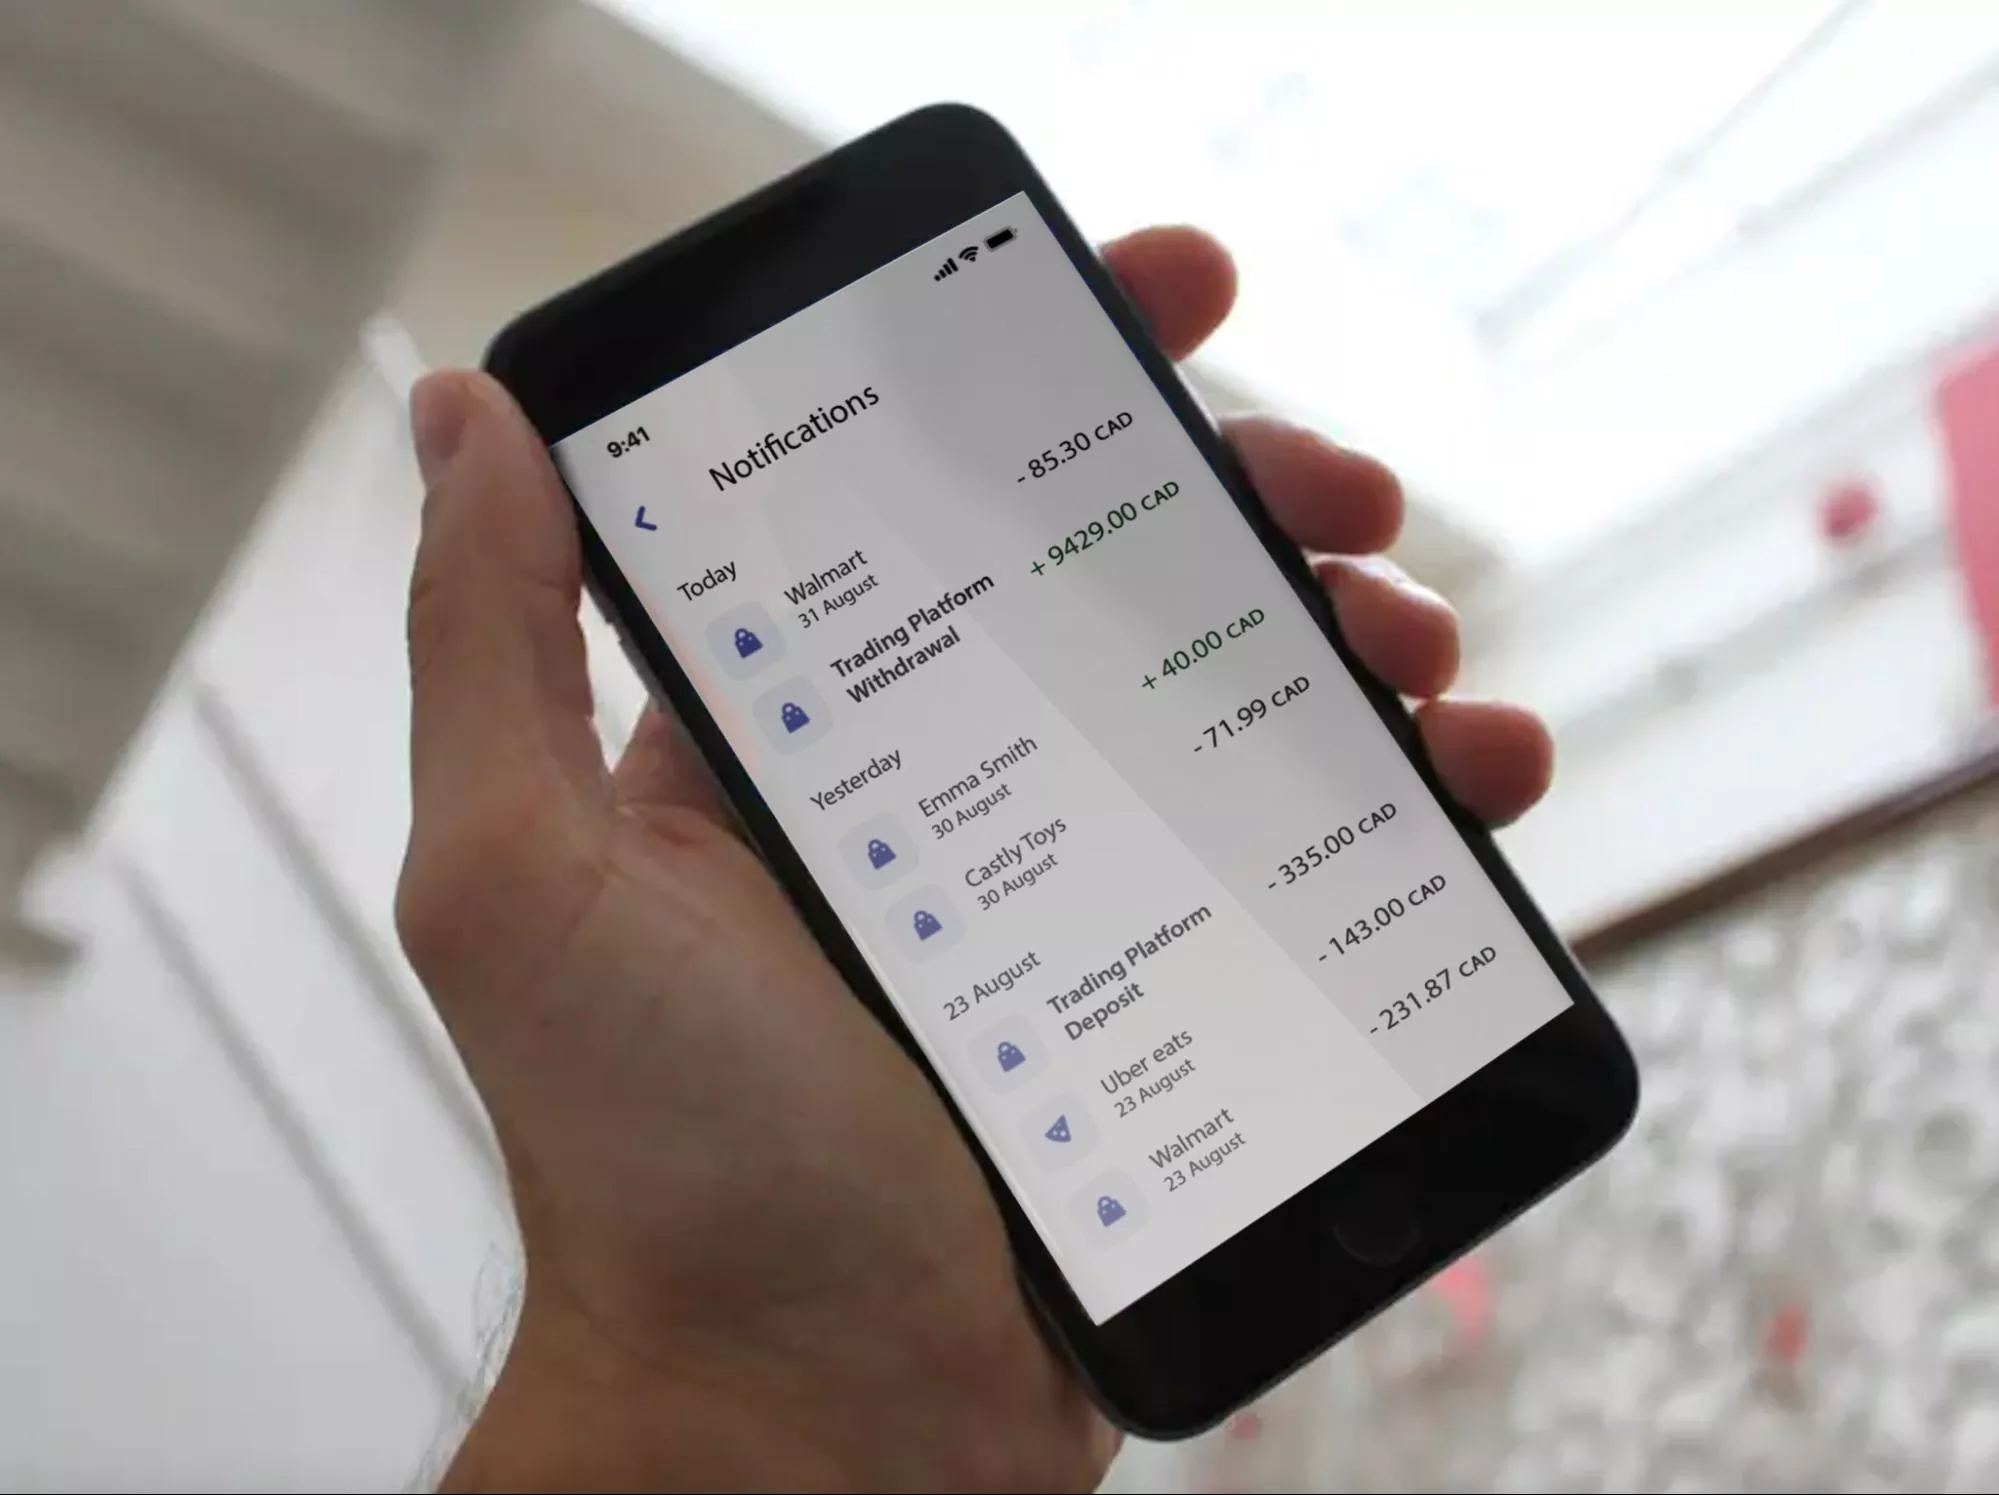 9:41
Notifications
Today
Walmart
- 85.30 CAD
31 August
Trading Platform
+ 9429.00 CAD
Withdrawal
Yesterday
Emma Smith
+ 40.00 CAD
30 August
Castly Toys
- 71.99 CAD
30 August
23 August
Trading Platform
- 335.00 CAD
Deposit
Uber eats
- 143.00 CAD
23 August
Walmart
- 231.87 CAD
23 August